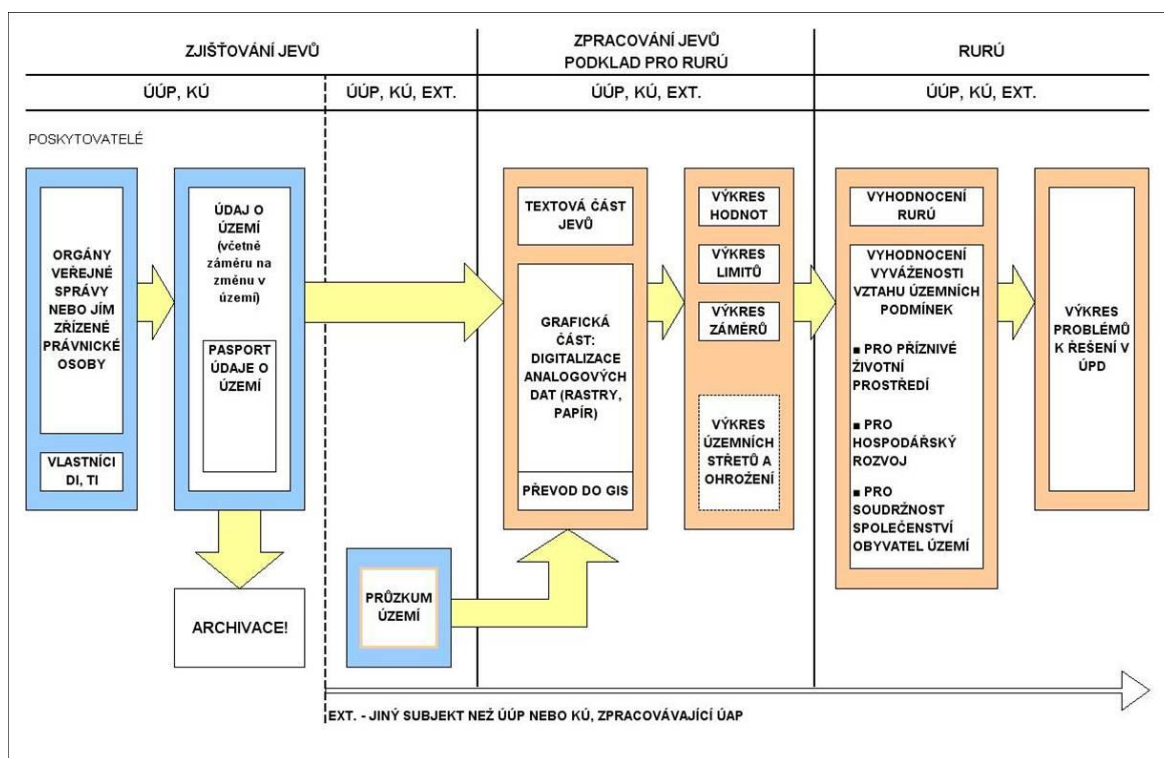 ZJIŠŤOVÁNÍ JEVŮ
ZPRACOVÁNÍ JEVŮ
PODKLAD PRO RURÚ
RURÚ
ÚÚP, KÚ
ÚÚP, KÚ, EXT.
ÚÚP, KÚ, EXT.
ÚÚP, KÚ, EXT.
POSKYTOVATELÉ
ORGÁNY
VEŘEJNÉ
SPRÁVY
NEBO JÍM
ZŘÍZENÉ
PRÁVNICKÉ
OSOBY
VLASTNÍCI
DI, TI
ÚDAJ O
ÚZEMÍ
(včetné
záměru na
změnu v
území)
PASPORT
ÚDAJE O
ÚZEMÍ
ARCHIVACE!
PRŮZKUM
ÚZEMÍ
TEXTOVÁ ČÁST
JEVŮ
GRAFICKÁ
ČÁST:
DIGITALIZACE
ANALOGOVÝCH
DAT (RASTRY,
PAPÍR)
PŘEVOD DO GIS
VÝKRES
HODNOT
VÝKRES
LIMITŮ
VÝKRES
ZÁMĚRŮ
VÝKRES
ÚZEMNÍCH
STŘETŮ A
OHROŽENÍ
VYHODNOCENÍ
RURÚ
VYHODNOCENÍ
VYVÁŽENOSTI
VZTAHU ÚZEMNÍCH
PODMÍNEK
■ PRO PŘÍZNIVÉ
ŽIVOTNÍ
PROSTŘEDÍ
■ PRO
HOSPODÁŘSKÝ
ROZVOJ
■ PRO
SOUDRŽNOST
SPOLEČENSTVÍ
OBYVATEL ÚZEMÍ
VÝKRES
PROBLÉMŮ
K ŘEŠENÍ V
ÚPD
EXT. - JINÝ SUBJEKT NEŽ ÚÚP NEBO KÚ, ZPRACOVÁVAJÍCÍ ÚAP